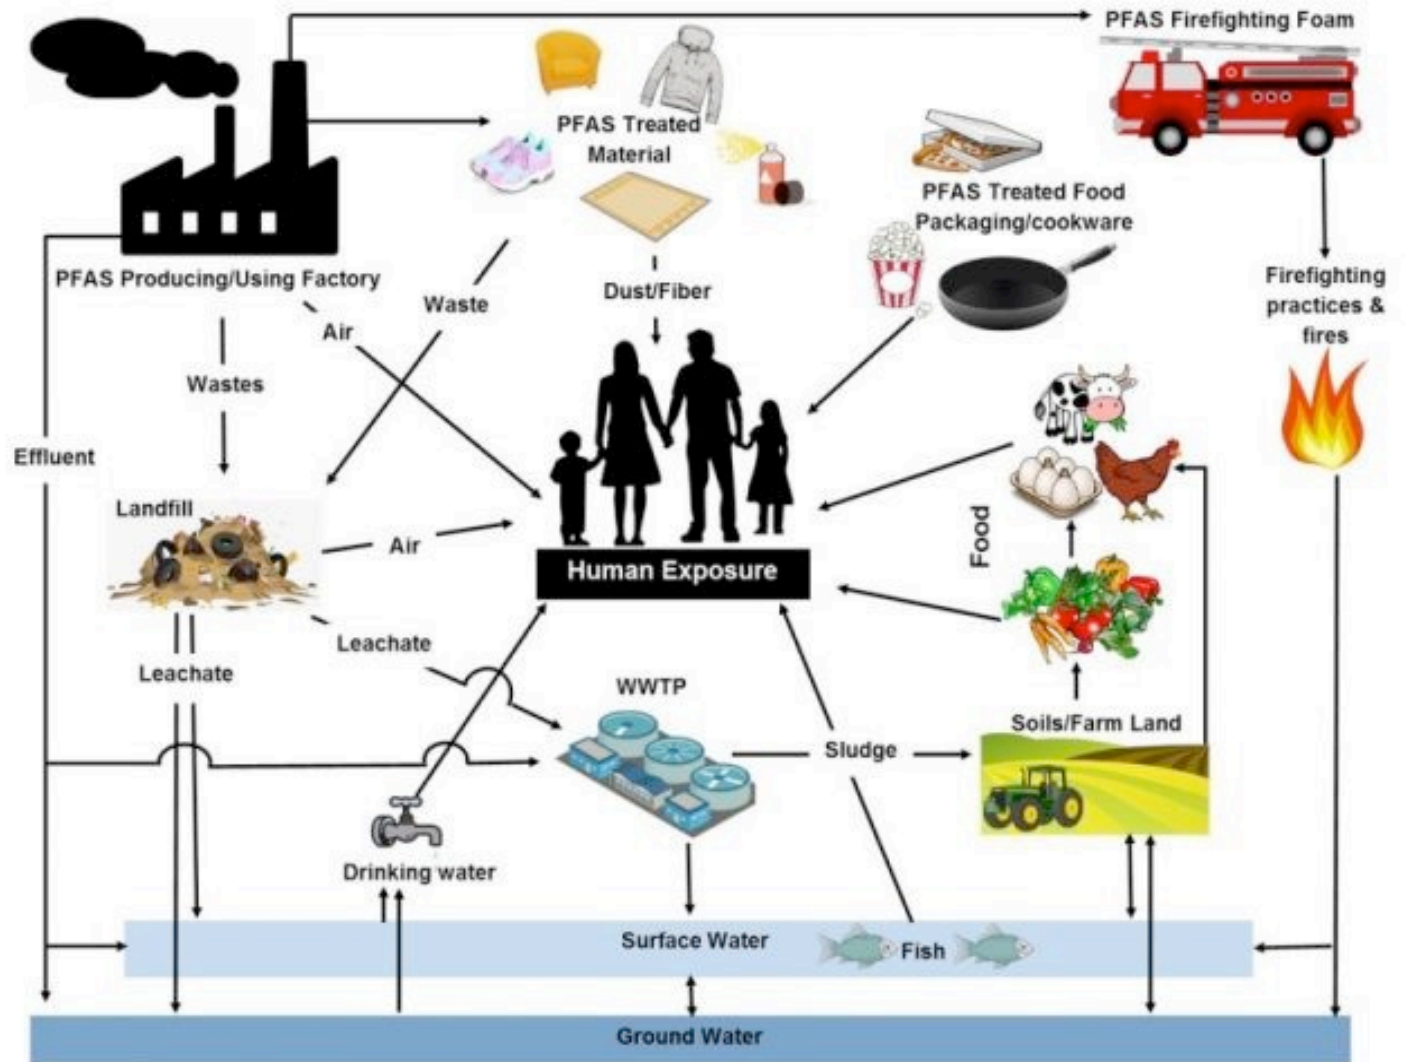 PFAS Firefighting Foam
PFAS Treated
Material
PFAS Treated Food
Packaging/cookware
PFAS Producing/Using Factory
Firefighting
practices &
fires
Dust/Fiber
Waste
Air
Wastes
Effluent
Landfill
Air
Human Exposure
Food
Leachate
Leachate
WWTP
Soils/Farm Land
Sludge
Drinking water
Surface Water
Fish
Ground Water